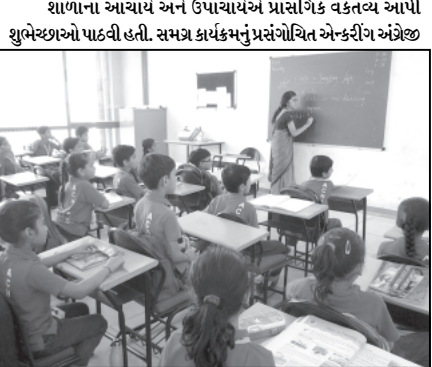 શાળાના આચાર્ય અને ઉપાચાર્યએ પ્રાસંગિક વકતવ્ય આપી
શુભેચ્છાઓ પાઠવી હતી. સમગ્ર કાર્યક્રમનું પ્રસંગોચિત એન્કરીંગ અંગ્રેજી